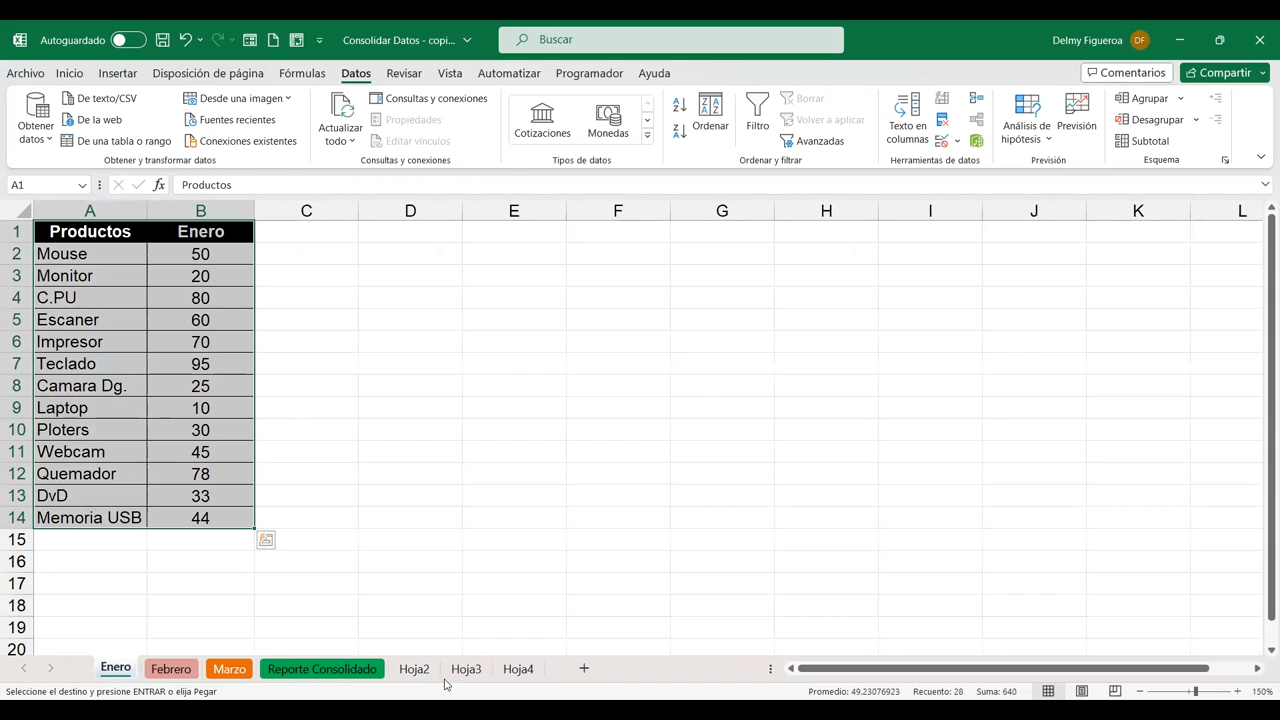 Autoguardado
Consolidar Datos - copi...
Buscar
Delmy Figueroa
DF
Archivo Inicio Insertar Disposición de página Fórmulas Datos Revisar Vista Automatizar Programador Ayuda
Comentarios
Compartir
Obtener datos
De texto/CSV
De la web
De una tabla o rango
Desde una imagen
Fuentes recientes
Conexiones existentes
Obtener y transformar datos
Actualizar todo
Consultas y conexiones
Propiedades
Editar vínculos
Consultas y conexiones
Cotizaciones
Monedas
Tipos de datos
Ordenar
Filtro
Borrar
Volver a aplicar
Avanzadas
Ordenar y filtrar
Texto en columnas
Herramientas de datos
Análisis de hipótesis
Previsión
Previsión
Agrupar
Desagrupar
Subtotal
Esquema
A1
fx
Productos
A B C D E F G H I J K L
1 Productos Enero
2 Mouse 50
3 Monitor 20
4 C.PU 80
5 Escaner 60
6 Impresor 70
7 Teclado 95
8 Camara Dg. 25
9 Laptop 10
10 Ploters 30
11 Webcam 45
12 Quemador 78
13 DvD 33
14 Memoria USB 44
15
16
17
18
19
20
Enero Febrero Marzo Reporte Consolidado Hoja2 Hoja3 Hoja4
Seleccione el destino y presione ENTRAR o elija Pegar
Promedio: 49.23076923 Recuento: 28 Suma: 640
150%